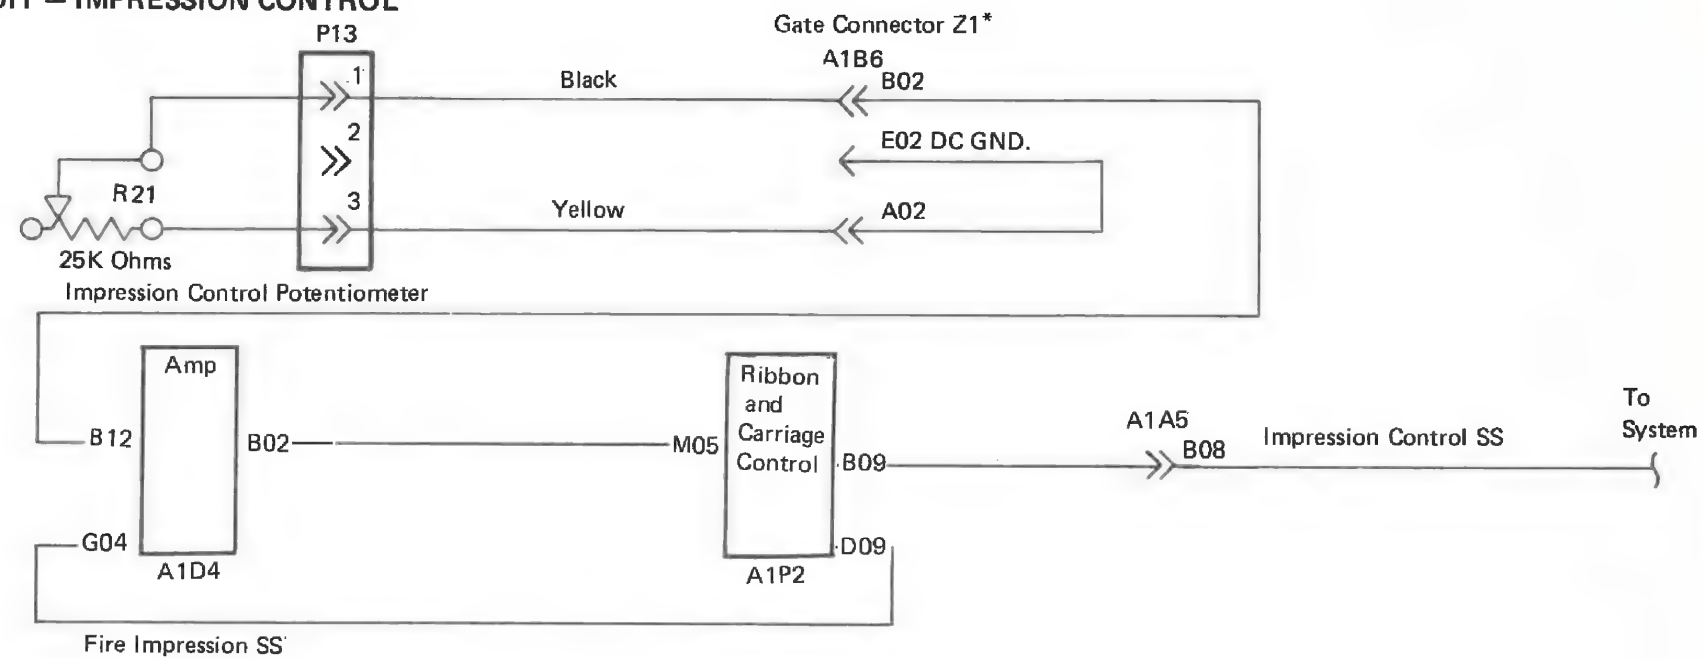 — IMPRESSION CONTROL
P13
Gate Connector Z1*
A1B6
1
Black
B02
2
E02 DC GND.
R21
3
Yellow
A02
25K Ohms
Impression Control Potentiometer
Amp
Ribbon
and
Carriage
Control
B12
B02
M05
B09
A1A5
B08
Impression Control SS
To
System
G04
D09
A1D4
A1P2
Fire Impression SS